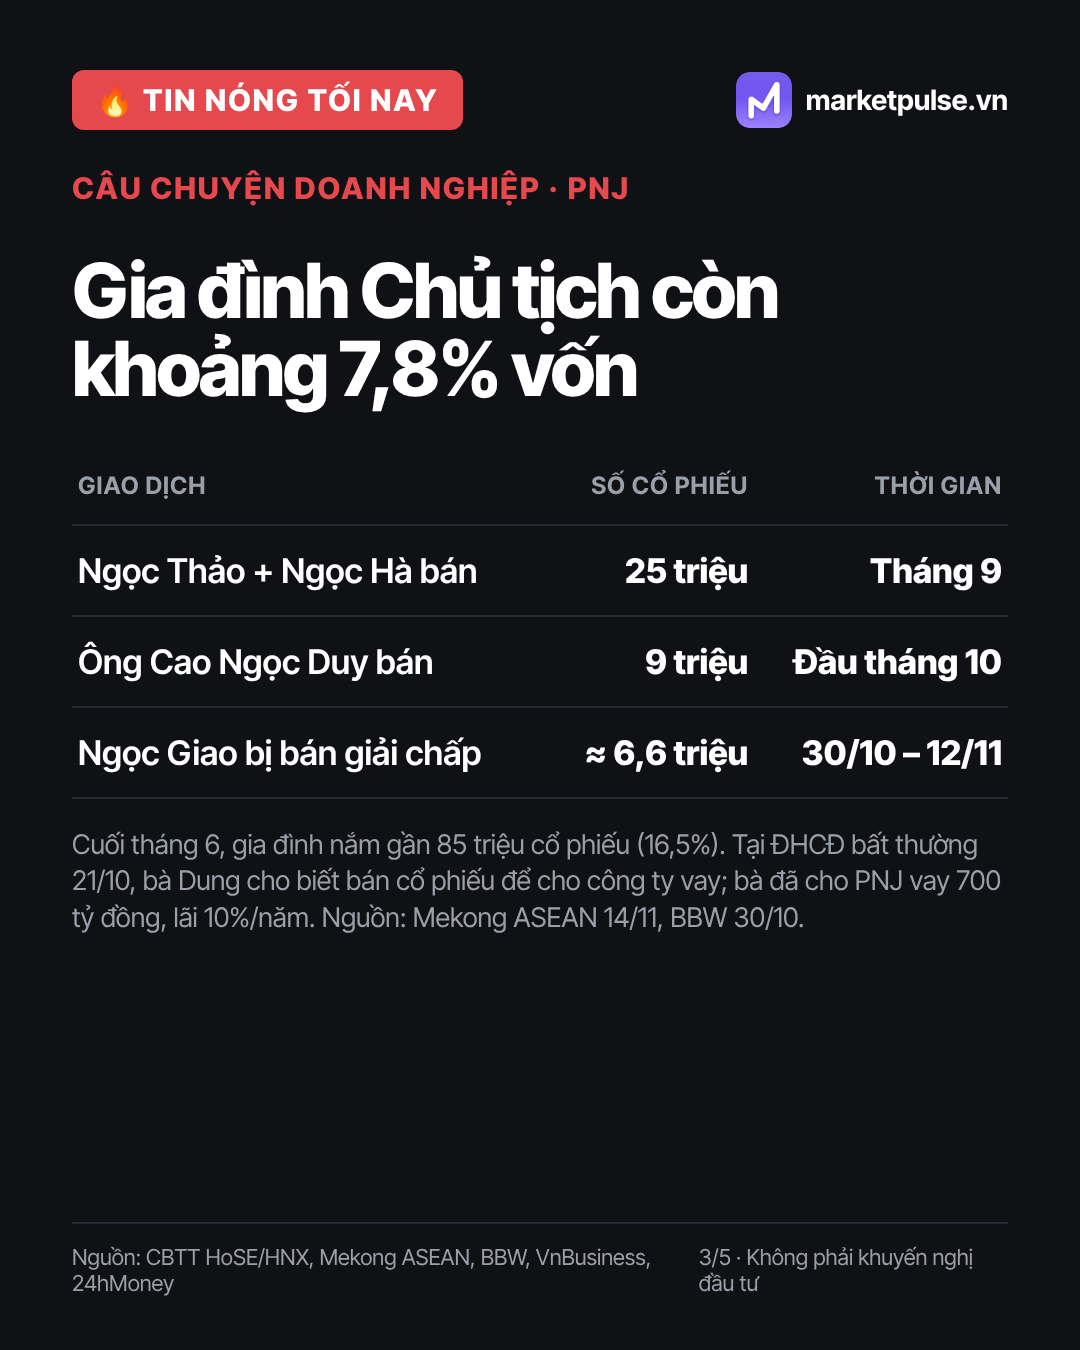 🔥 TIN NÓNG TỐI NAY
marketpulse.vn
CÂU CHUYỆN DOANH NGHIỆP · PNJ
Gia đình Chủ tịch còn
khoảng 7,8% vốn
GIAO DỊCH SỐ CỔ PHIẾU THỜI GIAN
Ngọc Thảo + Ngọc Hà bán 25 triệu Tháng 9
Ông Cao Ngọc Duy bán 9 triệu Đầu tháng 10
Ngọc Giao bị bán giải chấp ≈ 6,6 triệu 30/10 – 12/11
Cuối tháng 6, gia đình nắm gần 85 triệu cổ phiếu (16,5%). Tại ĐHCĐ bất thường
21/10, bà Dung cho biết bán cổ phiếu để cho công ty vay; bà đã cho PNJ vay 700
tỷ đồng, lãi 10%/năm. Nguồn: Mekong ASEAN 14/11, BBW 30/10.
Nguồn: CBTT HoSE/HNX, Mekong ASEAN, BBW, VnBusiness,
24hMoney
3/5 · Không phải khuyến nghị
đầu tư